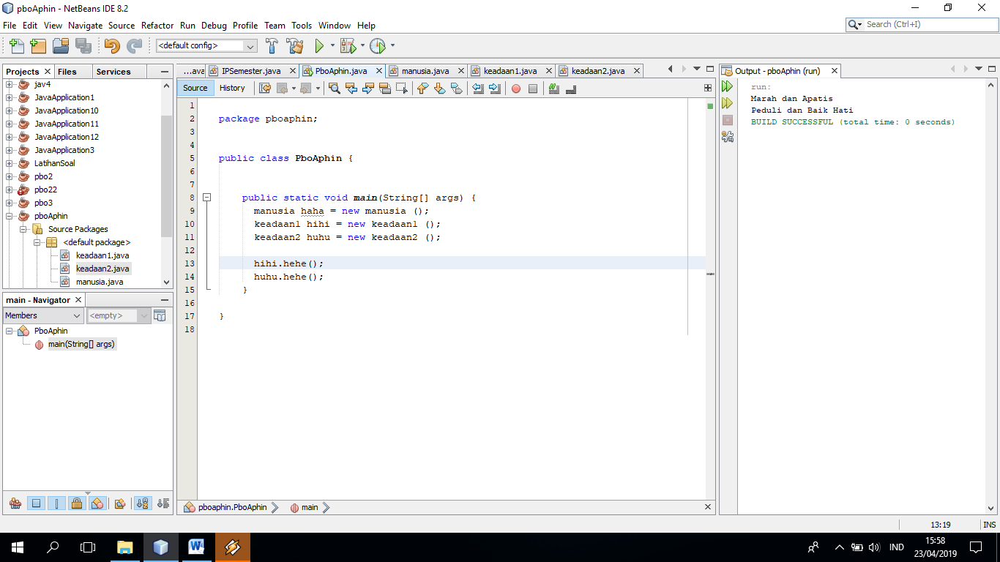 pboAphin - NetBeans IDE 8.2
File Edit View Navigate Source Refactor Run Debug Profile Team Tools Window Help
Search (Ctrl+I)
<default config>
Projects Files Services
jav4
JavaApplication1
JavaApplication10
JavaApplication11
JavaApplication12
JavaApplication3
LatihanSoal
pbo2
pbo22
pbo3
pboAphin
Source Packages
<default package>
keadaan1.java
keadaan2.java
manusia.java
main - Navigator
Members <empty>
PboAphin
main(String[] args)
...ava IPSemester.java PboAphin.java manusia.java keadaan1.java keadaan2.java
Source History
1
2 package pboaphin;
3
4
5 public class PboAphin {
6
7
8 public static void main(String[] args) {
9 manusia haha = new manusia ();
10 keadaan1 hihi = new keadaan1 ();
11 keadaan2 huhu = new keadaan2 ();
12
13 hihi.hehe();
14 huhu.hehe();
15 }
16
17 }
18
pboaphin.PboAphin main
Output - pboAphin (run)
run:
Marah dan Apatis
Peduli dan Baik Hati
BUILD SUCCESSFUL (total time: 0 seconds)
13:19 INS
IND
15:58
23/04/2019